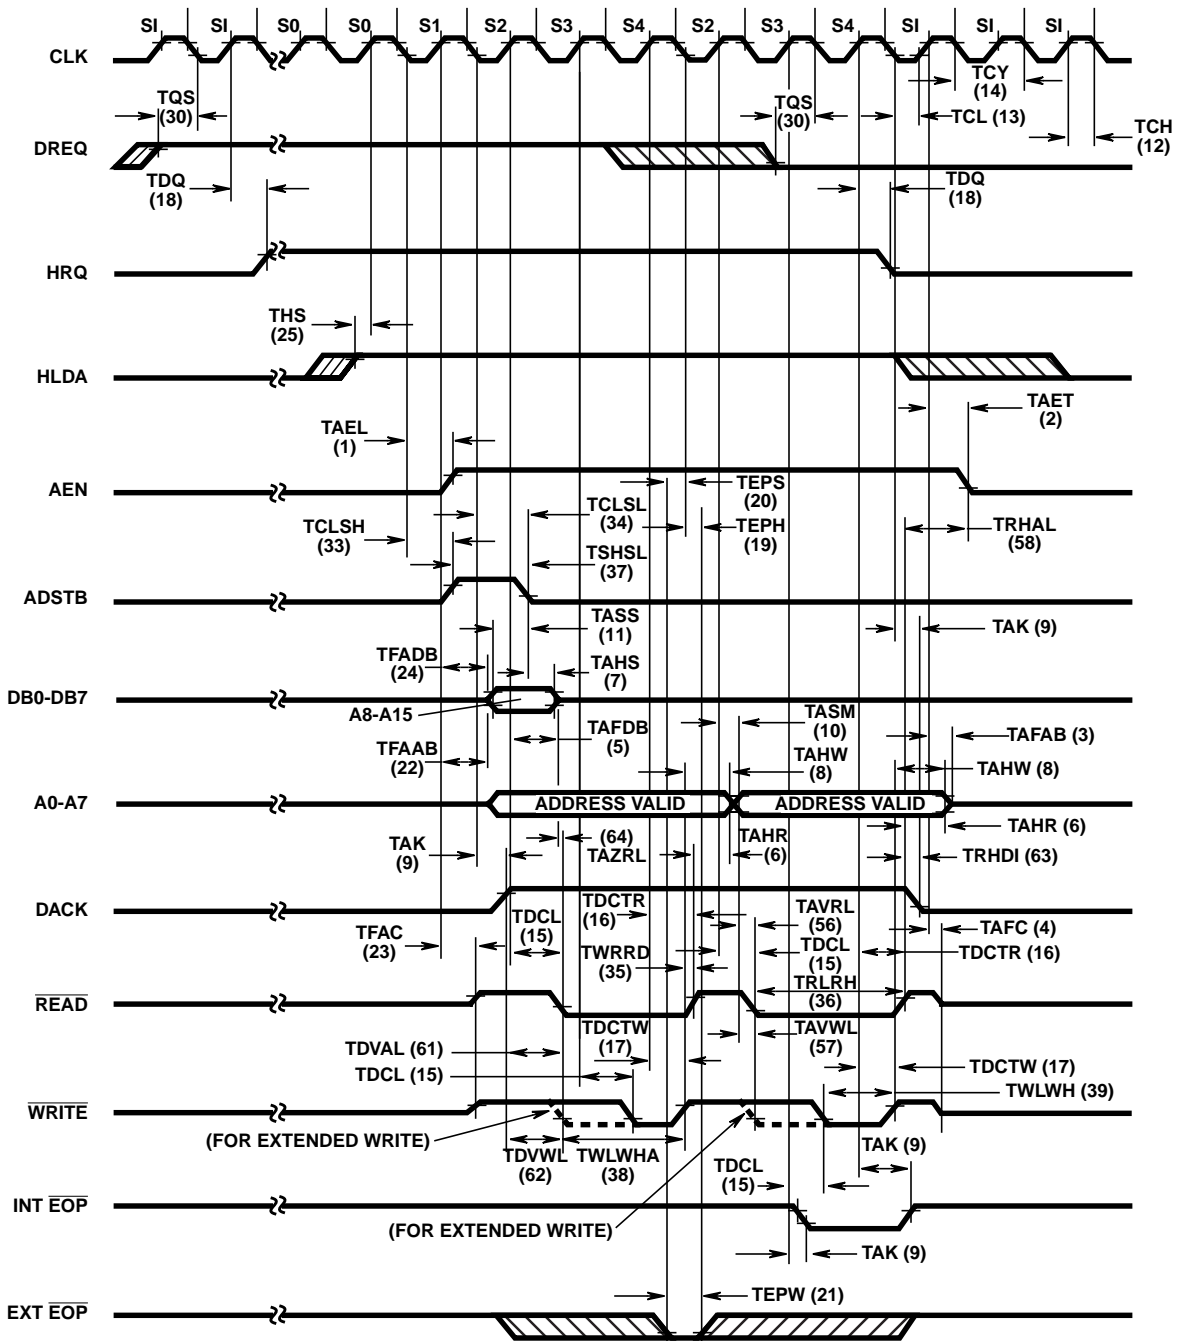 SI SI S0 S0 S1 S2 S3 S4 S2 S3 S4 SI SI SI
CLK
TCY
(14)
TQS
(30)
TQS
(30)
TCL (13)
TCH
(12)
DREQ
TDQ
(18)
TDQ
(18)
HRQ
THS
(25)
HLDA
TAET
(2)
TAEL
(1)
AEN
TEPS
(20)
TCLSL
(34)
TEPH
(19)
TCLSH
(33)
TRHAL
(58)
TSHSL
(37)
ADSTB
TASS
(11)
TAK (9)
TFADB
(24)
TAHS
(7)
DB0-DB7
A8-A15
TAFDB
(5)
TASM
(10)
TAFAB (3)
TFAAB
(22)
TAHW
(8)
TAHW (8)
A0-A7
ADDRESS VALID
ADDRESS VALID
TAHR (6)
TAK
(9)
(64)
TAZRL
TAHR
(6)
TRHDI (63)
DACK
TDCL
(15)
TDCTR
(16)
TAVRL
(56)
TAFC (4)
TFAC
(23)
TWRRD
(35)
TDCL
(15)
TDCTR (16)
TRLRH
(36)
READ
TDCTW
(17)
TAVWL
(57)
TDVAL (61)
TDCL (15)
TDCTW (17)
TWLWH (39)
WRITE
(FOR EXTENDED WRITE)
TDVWL
(62)
TWLWHA
(38)
TDCL
(15)
TAK (9)
INT EOP
(FOR EXTENDED WRITE)
TAK (9)
TEPW (21)
EXT EOP